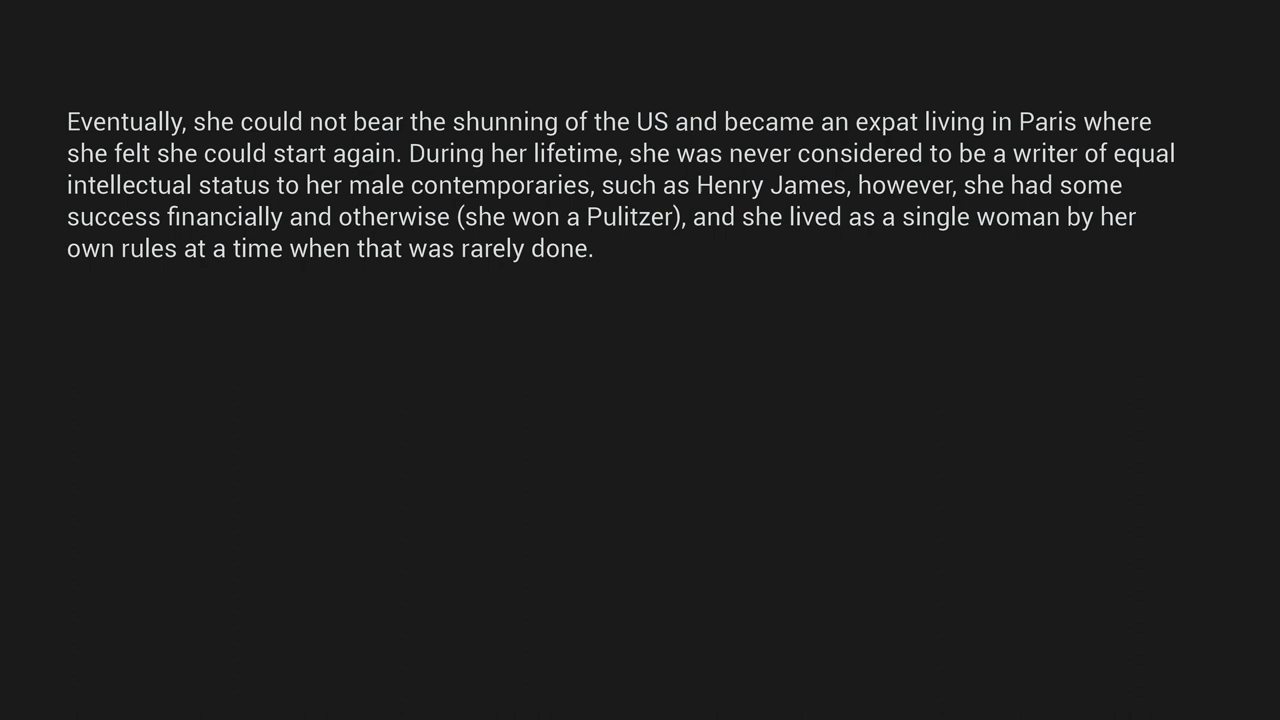 Eventually, she could not bear the shunning of the US and became an expat living in Paris where
she felt she could start again. During her lifetime, she was never considered to be a writer of equal
intellectual status to her male contemporaries, such as Henry James, however, she had some
success financially and otherwise (she won a Pulitzer), and she lived as a single woman by her
own rules at a time when that was rarely done.